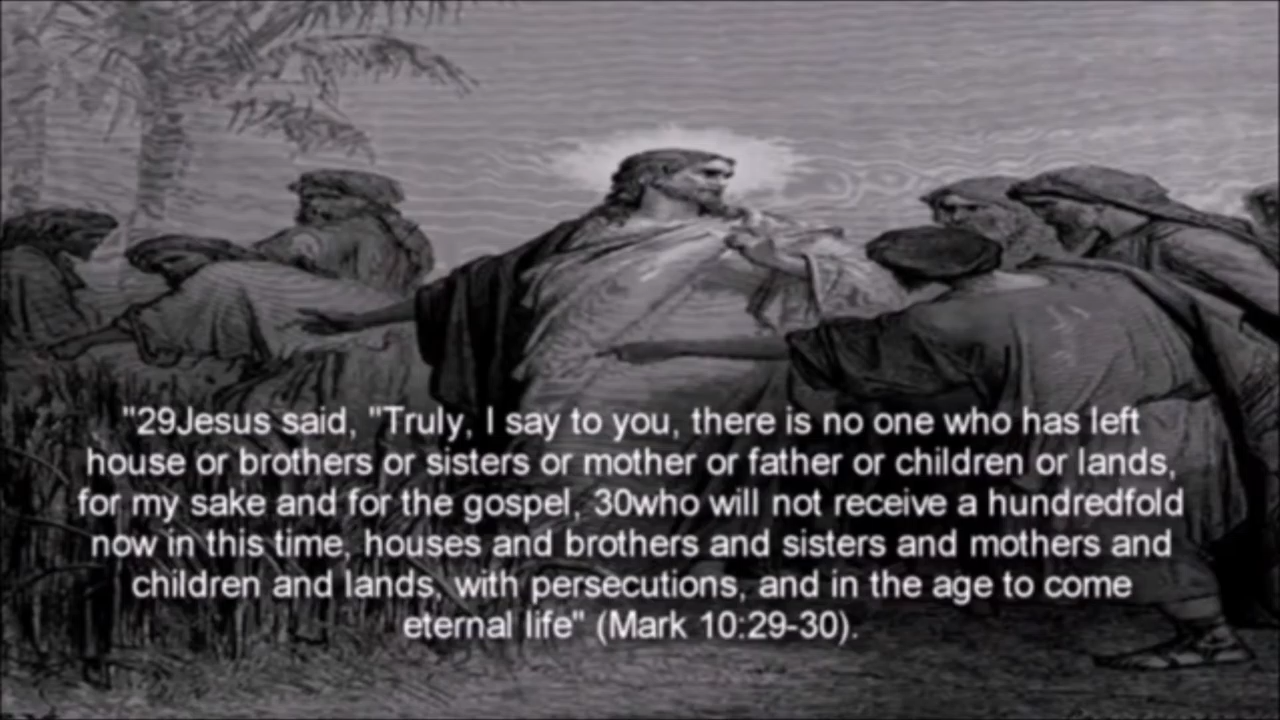 "29Jesus said, "Truly, I say to you, there is no one who has left
house or brothers or sisters or mother or father or children or lands,
for my sake and for the gospel, 30who will not receive a hundredfold
now in this time, houses and brothers and sisters and mothers and
children and lands, with persecutions, and in the age to come
eternal life" (Mark 10:29-30).